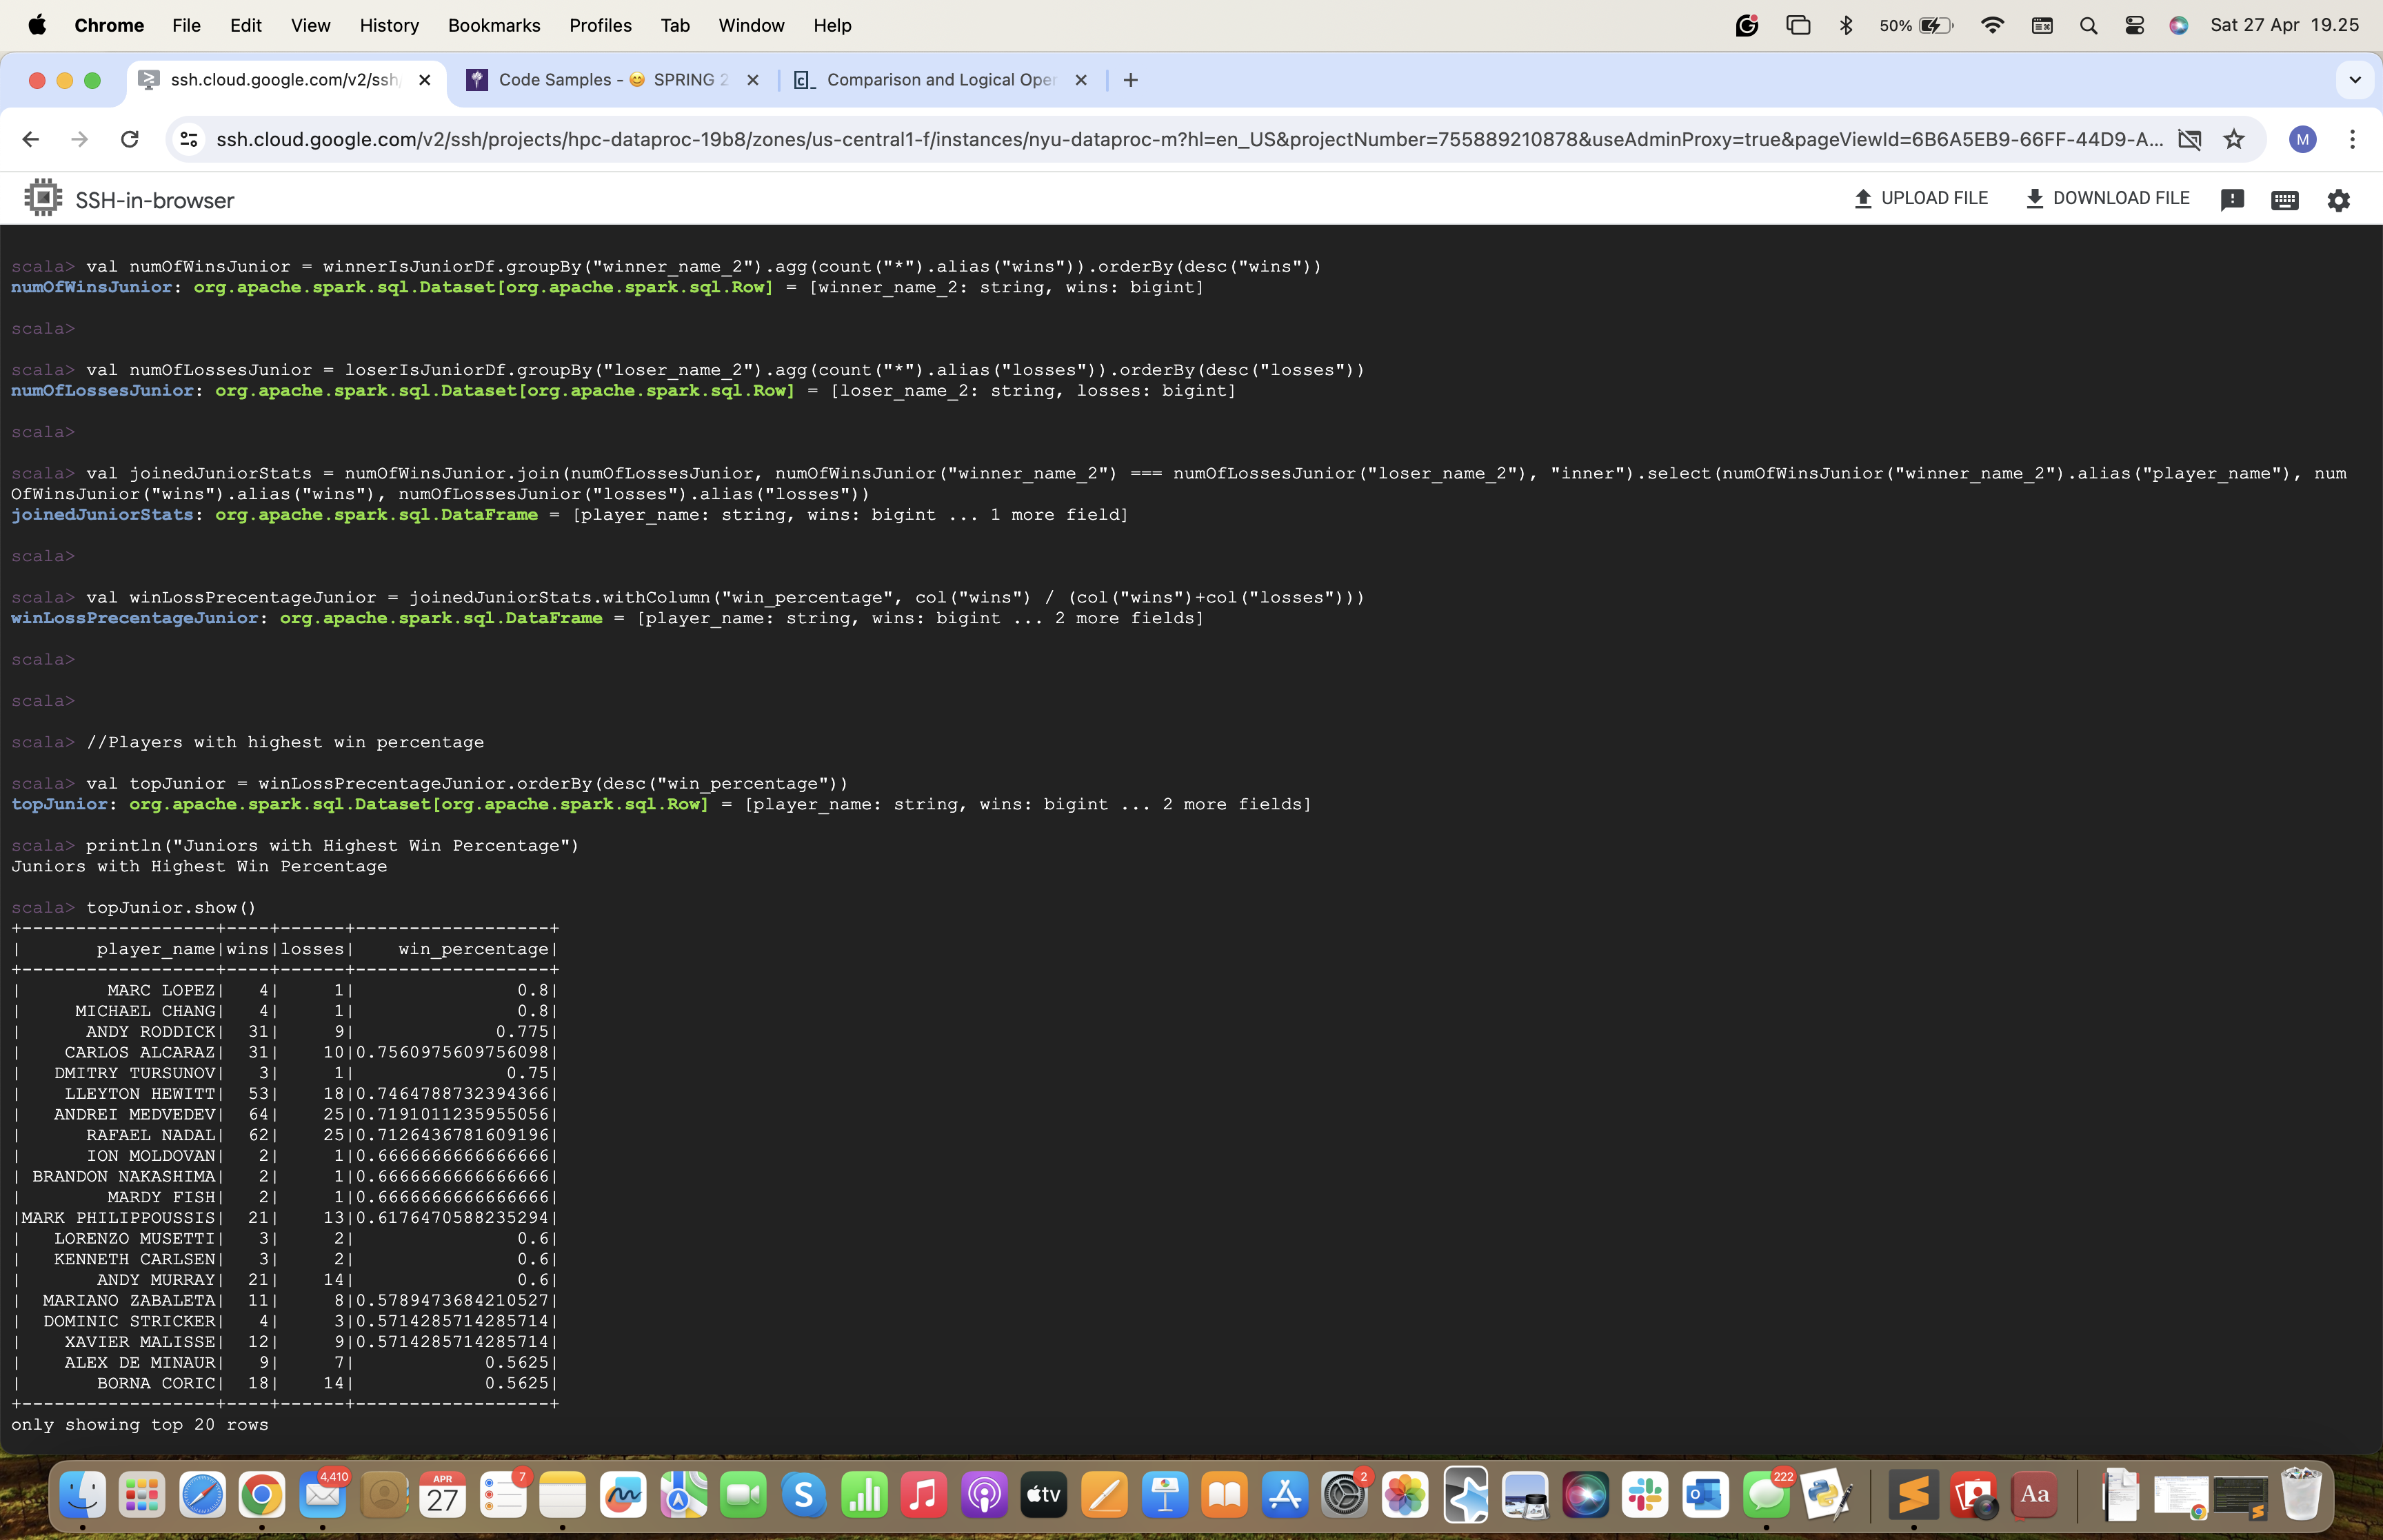 Chrome File Edit View History Bookmarks Profiles Tab Window Help 50% Sat 27 Apr 19.25
ssh.cloud.google.com/v2/ssh Code Samples - 😊 SPRING 2 Comparison and Logical Oper
ssh.cloud.google.com/v2/ssh/projects/hpc-dataproc-19b8/zones/us-central1-f/instances/nyu-dataproc-m?hl=en_US&projectNumber=755889210878&useAdminProxy=true&pageViewId=6B6A5EB9-66FF-44D9-A... M
SSH-in-browser UPLOAD FILE DOWNLOAD FILE
scala> val numOfWinsJunior = winnerIsJuniorDf.groupBy("winner_name_2").agg(count("*").alias("wins")).orderBy(desc("wins"))
numOfWinsJunior: org.apache.spark.sql.Dataset[org.apache.spark.sql.Row] = [winner_name_2: string, wins: bigint]
scala>
scala> val numOfLossesJunior = loserIsJuniorDf.groupBy("loser_name_2").agg(count("*").alias("losses")).orderBy(desc("losses"))
numOfLossesJunior: org.apache.spark.sql.Dataset[org.apache.spark.sql.Row] = [loser_name_2: string, losses: bigint]
scala>
scala> val joinedJuniorStats = numOfWinsJunior.join(numOfLossesJunior, numOfWinsJunior("winner_name_2") === numOfLossesJunior("loser_name_2"), "inner").select(numOfWinsJunior("winner_name_2").alias("player_name"), num
OfWinsJunior("wins").alias("wins"), numOfLossesJunior("losses").alias("losses"))
joinedJuniorStats: org.apache.spark.sql.DataFrame = [player_name: string, wins: bigint ... 1 more field]
scala>
scala> val winLossPrecentageJunior = joinedJuniorStats.withColumn("win_percentage", col("wins") / (col("wins")+col("losses")))
winLossPrecentageJunior: org.apache.spark.sql.DataFrame = [player_name: string, wins: bigint ... 2 more fields]
scala>
scala>
scala> //Players with highest win percentage
scala> val topJunior = winLossPrecentageJunior.orderBy(desc("win_percentage"))
topJunior: org.apache.spark.sql.Dataset[org.apache.spark.sql.Row] = [player_name: string, wins: bigint ... 2 more fields]
scala> println("Juniors with Highest Win Percentage")
Juniors with Highest Win Percentage
scala> topJunior.show()
+------------------+----+------+------------------+
|       player_name|wins|losses|    win_percentage|
+------------------+----+------+------------------+
|        MARC LOPEZ|   4|     1|               0.8|
|     MICHAEL CHANG|   4|     1|               0.8|
|      ANDY RODDICK|  31|     9|             0.775|
|    CARLOS ALCARAZ|  31|    10|0.7560975609756098|
|   DMITRY TURSUNOV|   3|     1|              0.75|
|    LLEYTON HEWITT|  53|    18|0.7464788732394366|
|   ANDREI MEDVEDEV|  64|    25|0.7191011235955056|
|      RAFAEL NADAL|  62|    25|0.7126436781609196|
|      ION MOLDOVAN|   2|     1|0.6666666666666666|
| BRANDON NAKASHIMA|   2|     1|0.6666666666666666|
|        MARDY FISH|   2|     1|0.6666666666666666|
|MARK PHILIPPOUSSIS|  21|    13|0.6176470588235294|
|   LORENZO MUSETTI|   3|     2|               0.6|
|   KENNETH CARLSEN|   3|     2|               0.6|
|       ANDY MURRAY|  21|    14|               0.6|
|  MARIANO ZABALETA|  11|     8|0.5789473684210527|
|  DOMINIC STRICKER|   4|     3|0.5714285714285714|
|    XAVIER MALISSE|  12|     9|0.5714285714285714|
|    ALEX DE MINAUR|   9|     7|            0.5625|
|       BORNA CORIC|  18|    14|            0.5625|
+------------------+----+------+------------------+
only showing top 20 rows
4,410 APR 27 7 tv 2 222 Aa